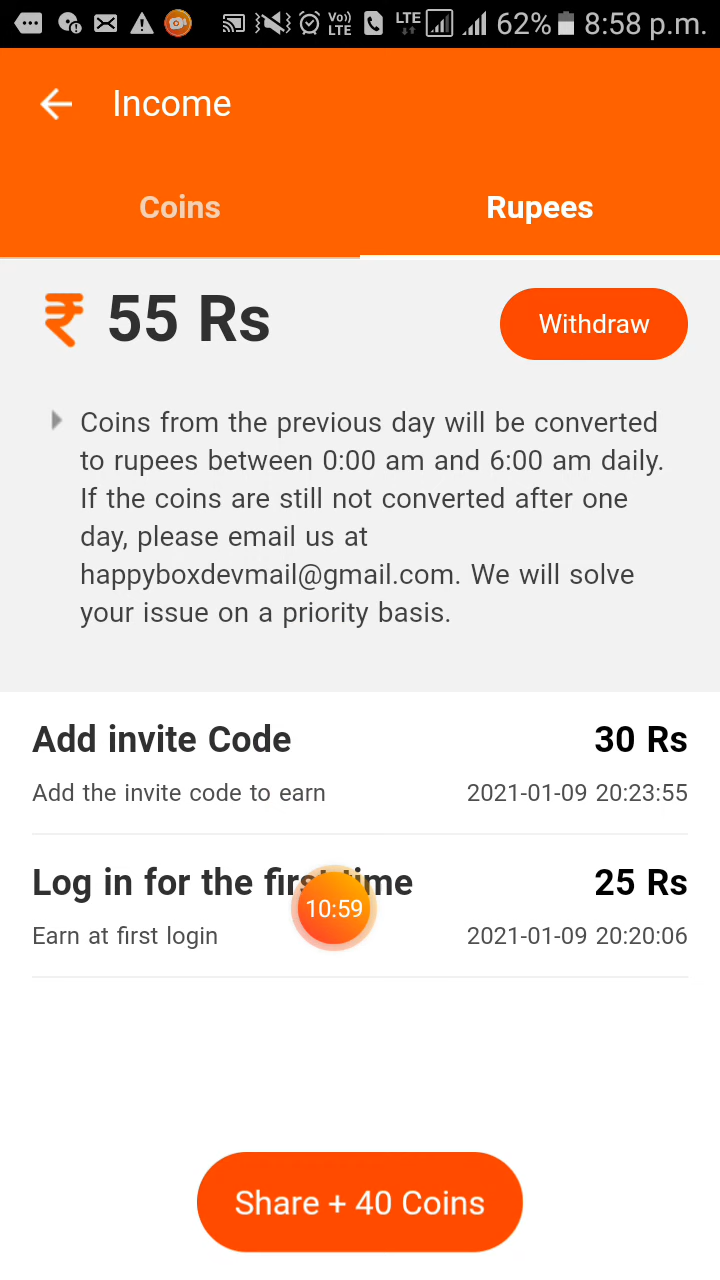 Vo))
LTE
LTE
62%
8:58 p.m.
Income
Coins
Rupees
₹ 55 Rs
Withdraw
Coins from the previous day will be converted
to rupees between 0:00 am and 6:00 am daily.
If the coins are still not converted after one
day, please email us at
happyboxdevmail@gmail.com. We will solve
your issue on a priority basis.
Add invite Code
30 Rs
Add the invite code to earn
2021-01-09 20:23:55
Log in for the first time
25 Rs
10:59
Earn at first login
2021-01-09 20:20:06
Share + 40 Coins